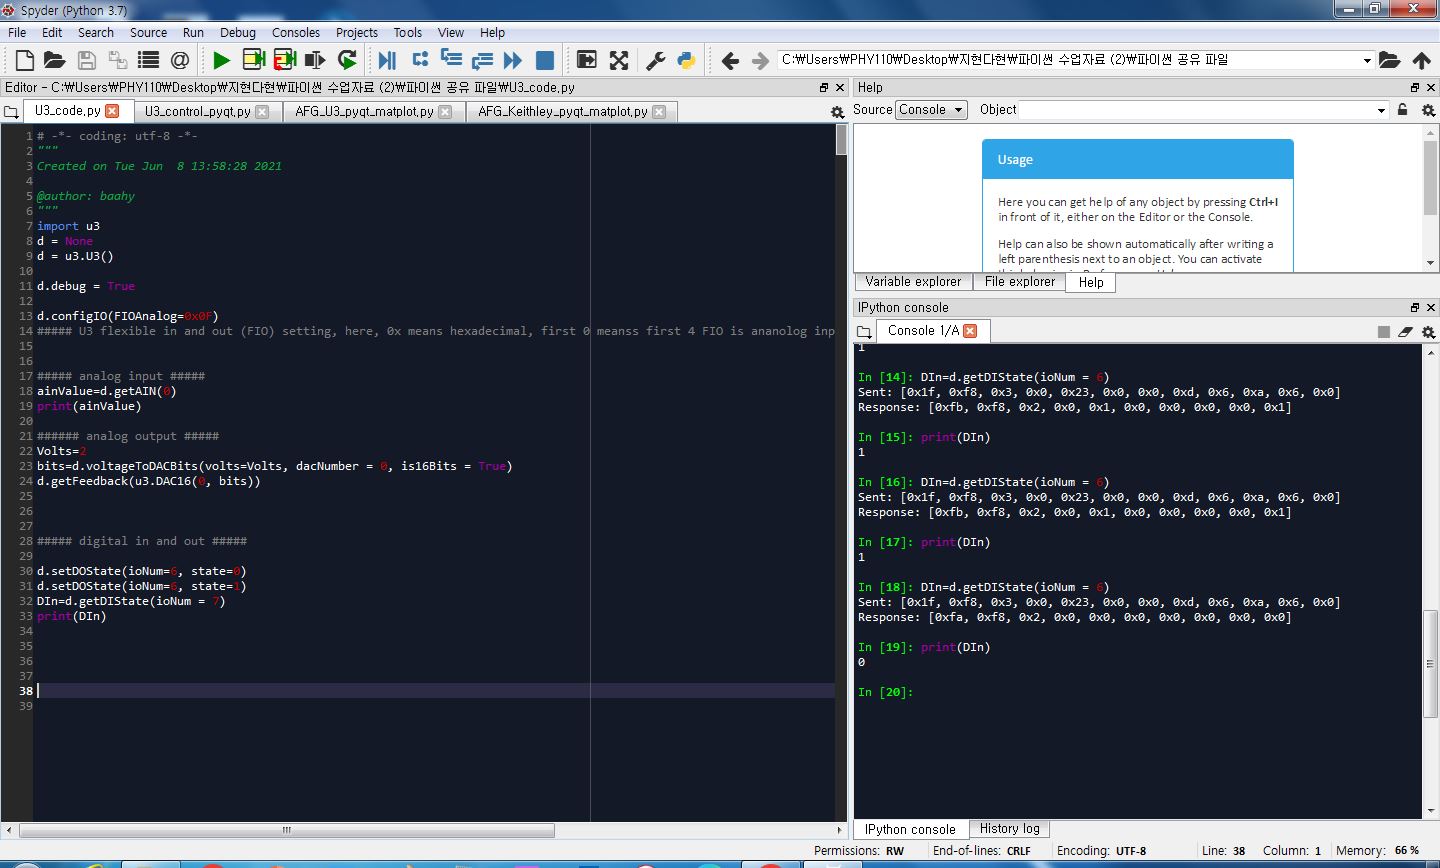 Spyder (Python 3.7)
File Edit Search Source Run Debug Consoles Projects Tools View Help
C:₩Users₩PHY110₩Desktop₩지현다현₩파이썬 수업자료 (2)₩파이썬 공유 파일
Editor - C:₩Users₩PHY110₩Desktop₩지현다현₩파이썬 수업자료 (2)₩파이썬 공유 파일₩U3_code.py
U3_code.py U3_control_pyqt.py AFG_U3_pyqt_matplot.py AFG_Keithley_pyqt_matplot.py
1 # -*- coding: utf-8 -*-
2 """
3 Created on Tue Jun  8 13:58:28 2021
4
5 @author: baahy
6 """
7 import u3
8 d = None
9 d = u3.U3()
10
11 d.debug = True
12
13 d.configIO(FIOAnalog=0x0F)
14 ##### U3 flexible in and out (FIO) setting, here, 0x means hexadecimal, first 0 meanss first 4 FIO is ananolog inp
15
16
17 ##### analog input #####
18 ainValue=d.getAIN(0)
19 print(ainValue)
20
21 ###### analog output #####
22 Volts=2
23 bits=d.voltageToDACBits(volts=Volts, dacNumber = 0, is16Bits = True)
24 d.getFeedback(u3.DAC16(0, bits))
25
26
27
28 ##### digital in and out #####
29
30 d.setDOState(ioNum=6, state=0)
31 d.setDOState(ioNum=6, state=1)
32 DIn=d.getDIState(ioNum = 7)
33 print(DIn)
34
35
36
37
38
39
Help
Source Console Object
Usage
Here you can get help of any object by pressing Ctrl+I
in front of it, either on the Editor or the Console.
Help can also be shown automatically after writing a
left parenthesis next to an object. You can activate
Variable explorer File explorer Help
IPython console
Console 1/A
1
In [14]: DIn=d.getDIState(ioNum = 6)
Sent: [0x1f, 0xf8, 0x3, 0x0, 0x23, 0x0, 0x0, 0xd, 0x6, 0xa, 0x6, 0x0]
Response: [0xfb, 0xf8, 0x2, 0x0, 0x1, 0x0, 0x0, 0x0, 0x0, 0x1]
In [15]: print(DIn)
1
In [16]: DIn=d.getDIState(ioNum = 6)
Sent: [0x1f, 0xf8, 0x3, 0x0, 0x23, 0x0, 0x0, 0xd, 0x6, 0xa, 0x6, 0x0]
Response: [0xfb, 0xf8, 0x2, 0x0, 0x1, 0x0, 0x0, 0x0, 0x0, 0x1]
In [17]: print(DIn)
1
In [18]: DIn=d.getDIState(ioNum = 6)
Sent: [0x1f, 0xf8, 0x3, 0x0, 0x23, 0x0, 0x0, 0xd, 0x6, 0xa, 0x6, 0x0]
Response: [0xfa, 0xf8, 0x2, 0x0, 0x0, 0x0, 0x0, 0x0, 0x0, 0x0]
In [19]: print(DIn)
0
In [20]:
IPython console History log
Permissions: RW End-of-lines: CRLF Encoding: UTF-8 Line: 38 Column: 1 Memory: 66 %